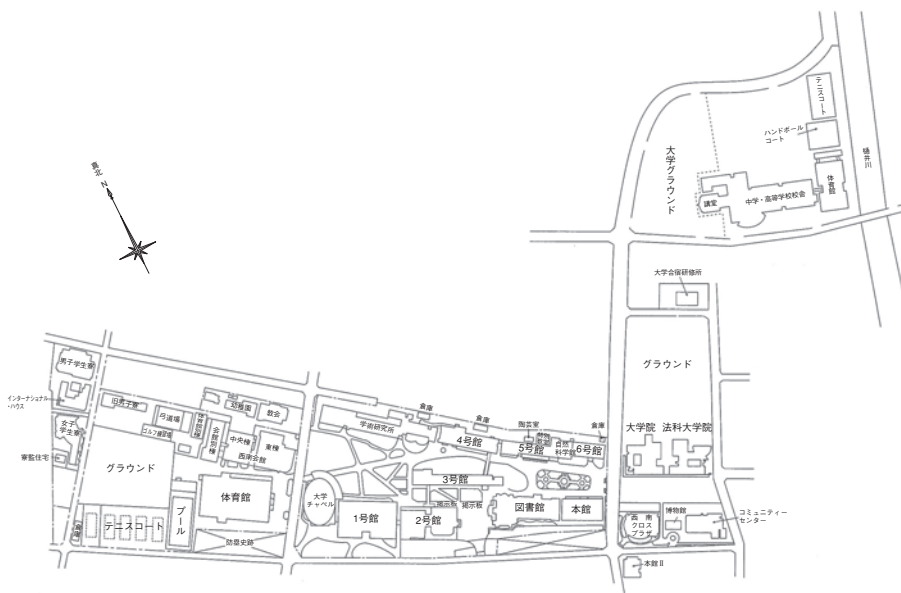 真北
N
テニスコート
ハンドボール
コート
樋井川
大学グラウンド
講堂
中学・高等学校校舎
体育館
大学合宿研修所
グラウンド
大学院
法科大学院
男子学生寮
インターナショナル
・ハウス
女子
学生寮
寮監住宅
旧男子寮
弓道場
ゴルフ練習場
幼稚園
教会
会館別棟
中央棟
東棟
西南会館
グラウンド
体育館
プール
テニスコート
倉庫
防塁史跡
学術研究所
倉庫
倉庫
陶芸室
倉庫
4号館
5号館
自然
科学館
6号館
3号館
大学
チャペル
1号館
2号館
掲示板
掲示板
図書館
本館
西南
クロス
プラザ
博物館
コミュニティー
センター
本館Ⅱ